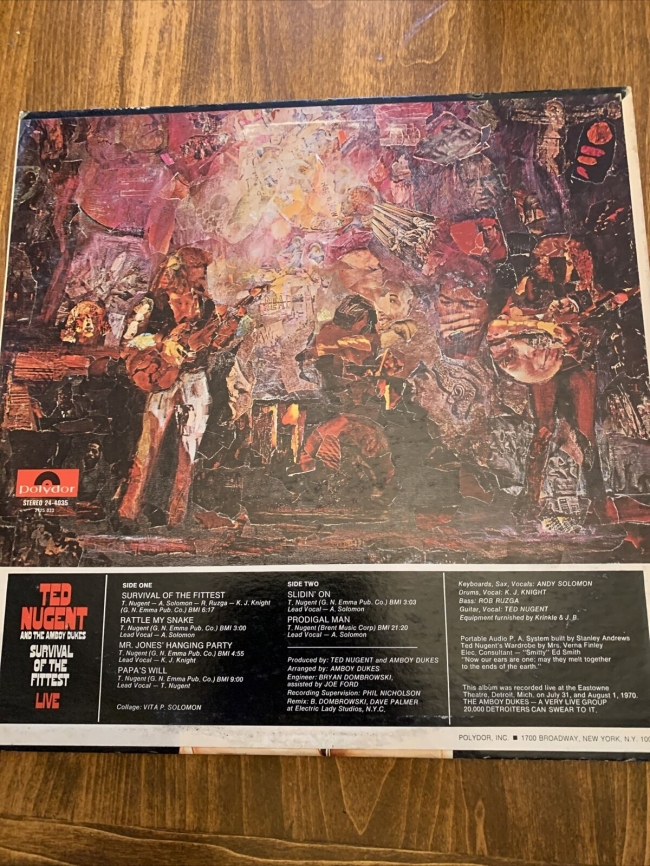 polydor
STEREO 24-4035
TED
NUGENT
AND THE AMBOY DUKES
SURVIVAL
OF THE
FITTEST
LIVE
SIDE ONE
SURVIVAL OF THE FITTEST
T. Nugent – A. Solomon – R. Ruzga – K. J. Knight
(G. N. Emma Pub. Co.) BMI 6:17
RATTLE MY SNAKE
T. Nugent (G. N. Emma Pub. Co.) BMI 3:00
Lead Vocal – A. Solomon
MR. JONES' HANGING PARTY
T. Nugent (G. N. Emma Pub. Co.) BMI 4:55
Lead Vocal – K. J. Knight
PAPA'S WILL
T. Nugent (G. N. Emma Pub. Co.) BMI 9:00
Lead Vocal – T. Nugent
Collage: VITA P. SOLOMON
SIDE TWO
SLIDIN' ON
T. Nugent (G. N. Emma Pub. Co.) BMI 3:03
Lead Vocal – A. Solomon
PRODIGAL MAN
T. Nugent (Brent Music Corp) BMI 21:20
Lead Vocal – A. Solomon
Produced by: TED NUGENT and AMBOY DUKES
Arranged by: AMBOY DUKES
Engineer: BRYAN DOMBROWSKI,
assisted by JOE FORD
Recording Supervision: PHIL NICHOLSON
Remix: B. DOMBROWSKI, DAVE PALMER
at Electric Lady Studios, N.Y.C.
Keyboards, Sax, Vocals: ANDY SOLOMON
Drums, Vocal: K. J. KNIGHT
Bass: ROB RUZGA
Guitar, Vocal: TED NUGENT
Equipment furnished by Krinkle & J. B.
Portable Audio P. A. System built by Stanley Andrews
Ted Nugent's Wardrobe by Mrs. Verna Finley
Eloc. Consultant – "Smitty" Ed Smith
"Now our ears are one: may they melt together
to the ends of the earth."
This album was recorded live at the Eastowne
Theatre, Detroit, Mich. on July 31, and August 1, 1970.
THE AMBOY DUKES – A VERY LIVE GROUP
20,000 DETROITERS CAN SWEAR TO IT.
POLYDOR, INC. ■ 1700 BROADWAY, NEW YORK, N.Y. 100